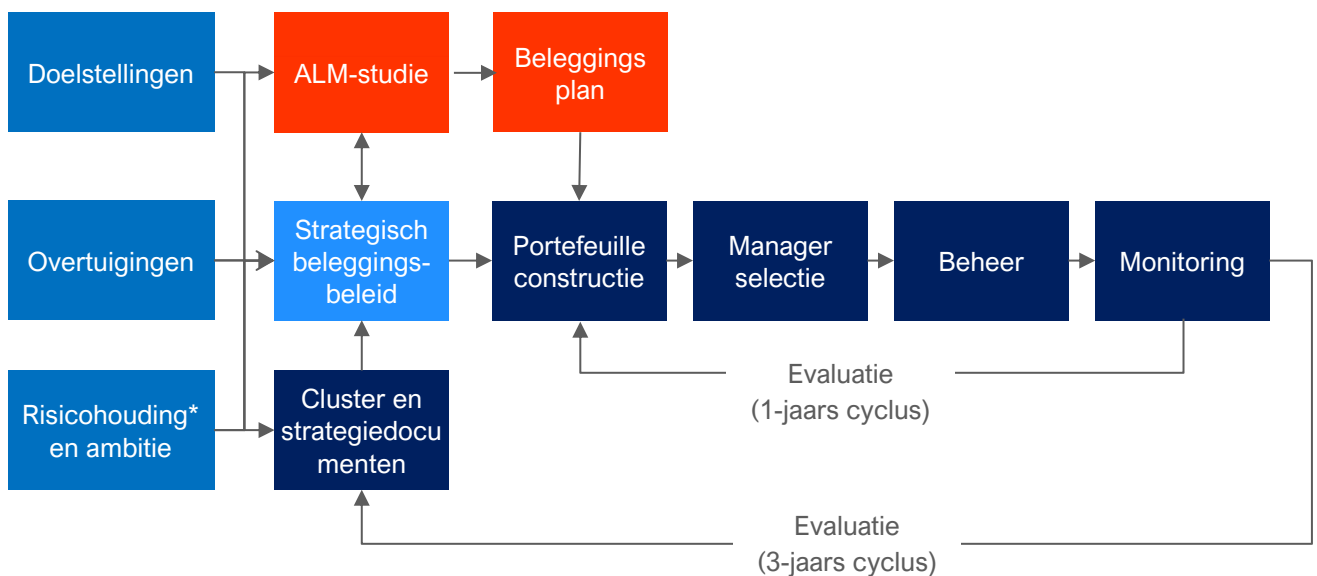 Doelstellingen
ALM-studie
Beleggings
plan
Overtuigingen
Strategisch
beleggings-
beleid
Portefeuille
constructie
Manager
selectie
Beheer
Monitoring
Risicohouding*
en ambitie
Cluster en
strategiedocu
menten
Evaluatie
(1-jaars cyclus)
Evaluatie
(3-jaars cyclus)